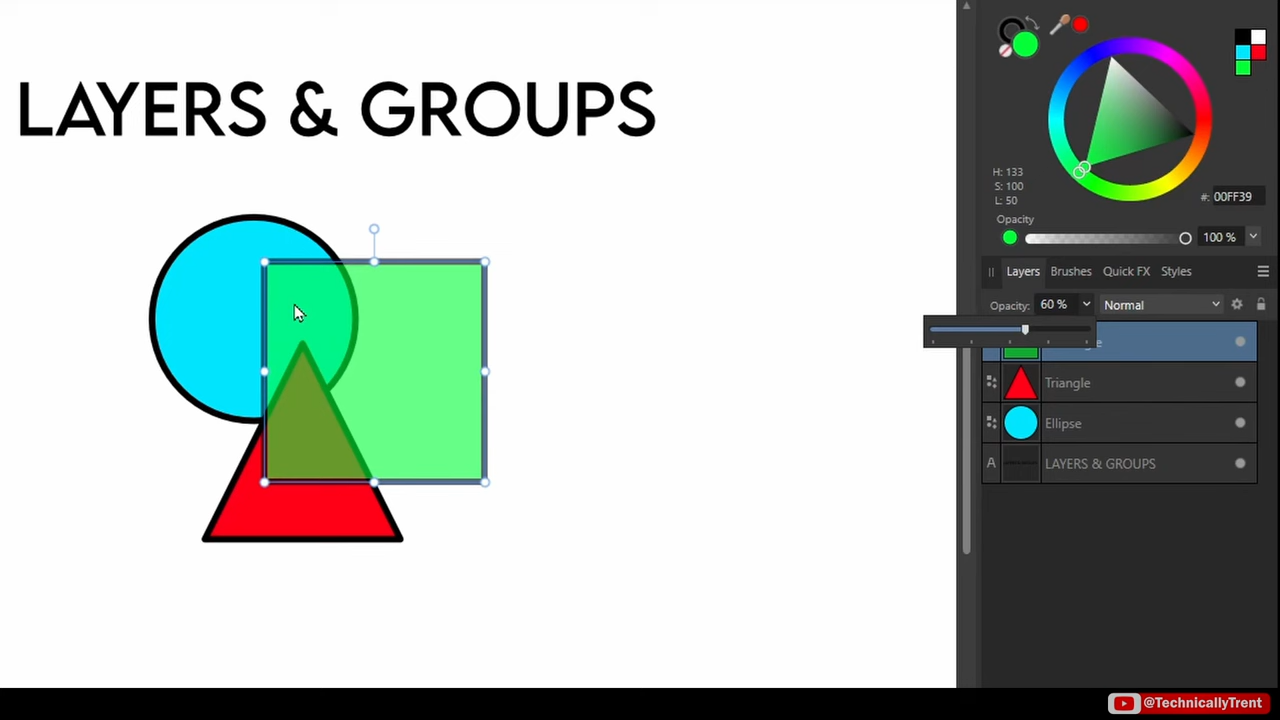 LAYERS & GROUPS
H: 133
S: 100
L: 50
#: 00FF39
Opacity
100 %
Layers Brushes Quick FX Styles
Opacity: 60 % Normal
Triangle
Ellipse
A LAYERS & GROUPS
@TechnicallyTrent